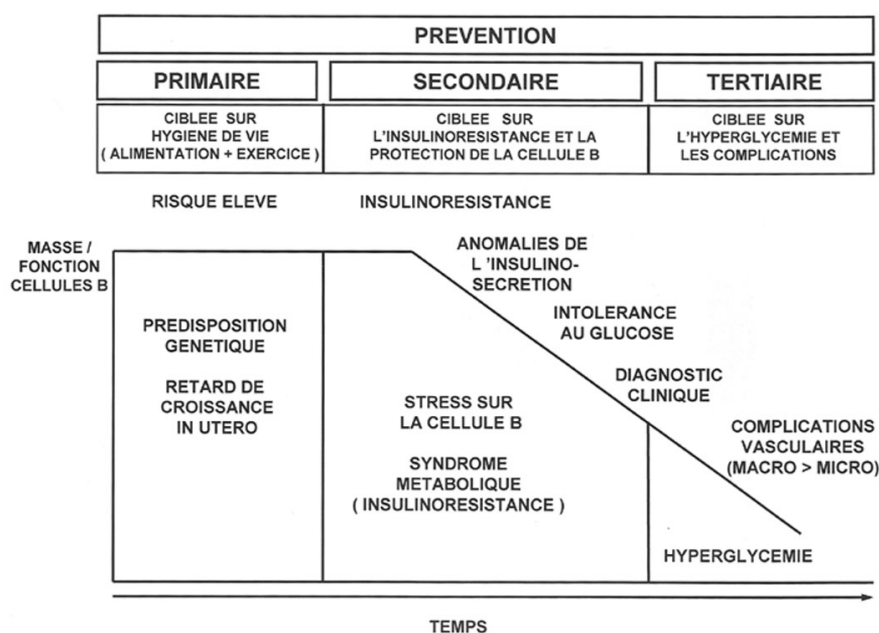 PREVENTION
PRIMAIRE
SECONDAIRE
TERTIAIRE
CIBLEE SUR
HYGIENE DE VIE
( ALIMENTATION + EXERCICE )
CIBLEE SUR
L'INSULINORESISTANCE ET LA
PROTECTION DE LA CELLULE B
CIBLEE SUR
L'HYPERGLYCEMIE ET
LES COMPLICATIONS
RISQUE ELEVE
INSULINORESISTANCE
MASSE /
FONCTION
CELLULES B
ANOMALIES DE
L 'INSULINO-
SECRETION
INTOLERANCE
AU GLUCOSE
PREDISPOSITION
GENETIQUE
RETARD DE
CROISSANCE
IN UTERO
DIAGNOSTIC
CLINIQUE
STRESS SUR
LA CELLULE B
SYNDROME
METABOLIQUE
( INSULINORESISTANCE )
COMPLICATIONS
VASCULAIRES
(MACRO > MICRO)
HYPERGLYCEMIE
TEMPS